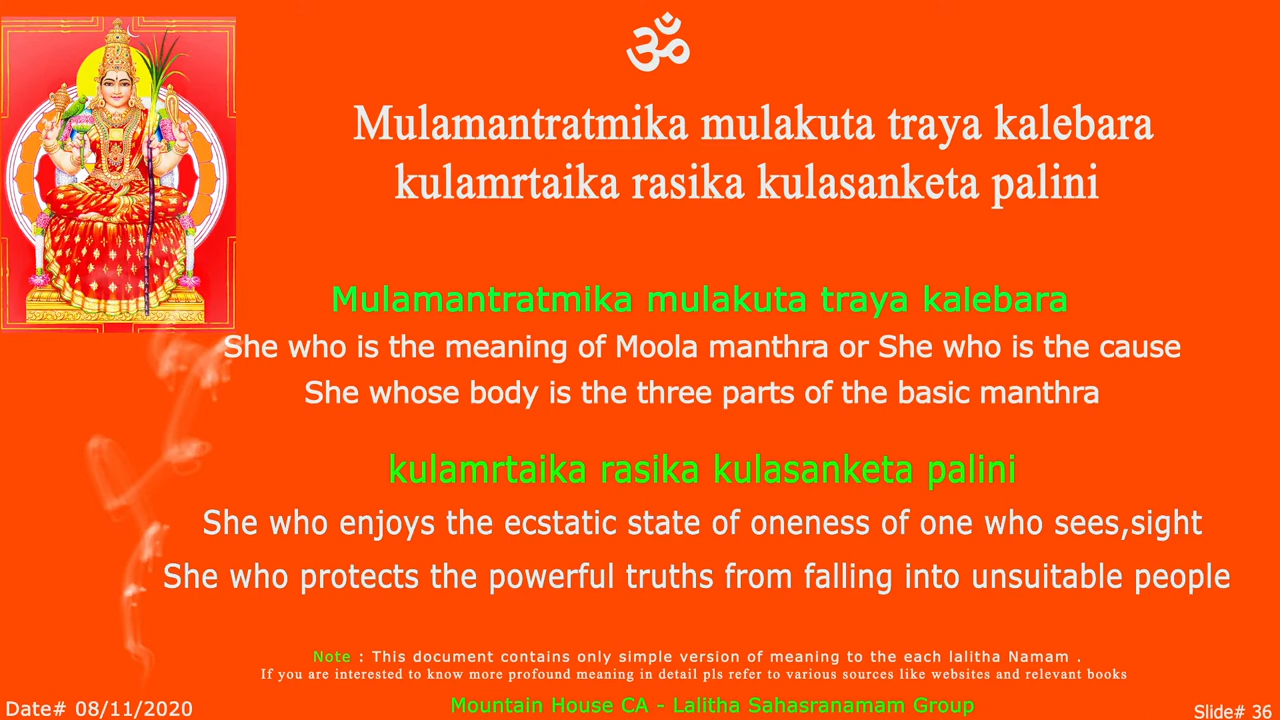 ॐ
Mulamantratmika mulakuta traya kalebara
kulamrtaika rasika kulasanketa palini
Mulamantratmika mulakuta traya kalebara
She who is the meaning of Moola manthra or She who is the cause
She whose body is the three parts of the basic manthra
kulamrtaika rasika kulasanketa palini
She who enjoys the ecstatic state of oneness of one who sees,sight
She who protects the powerful truths from falling into unsuitable people
Note : This document contains only simple version of meaning to the each lalitha Namam .
If you are interested to know more profound meaning in detail pls refer to various sources like websites and relevant books
Mountain House CA - Lalitha Sahasranamam Group
Date# 08/11/2020
Slide# 36